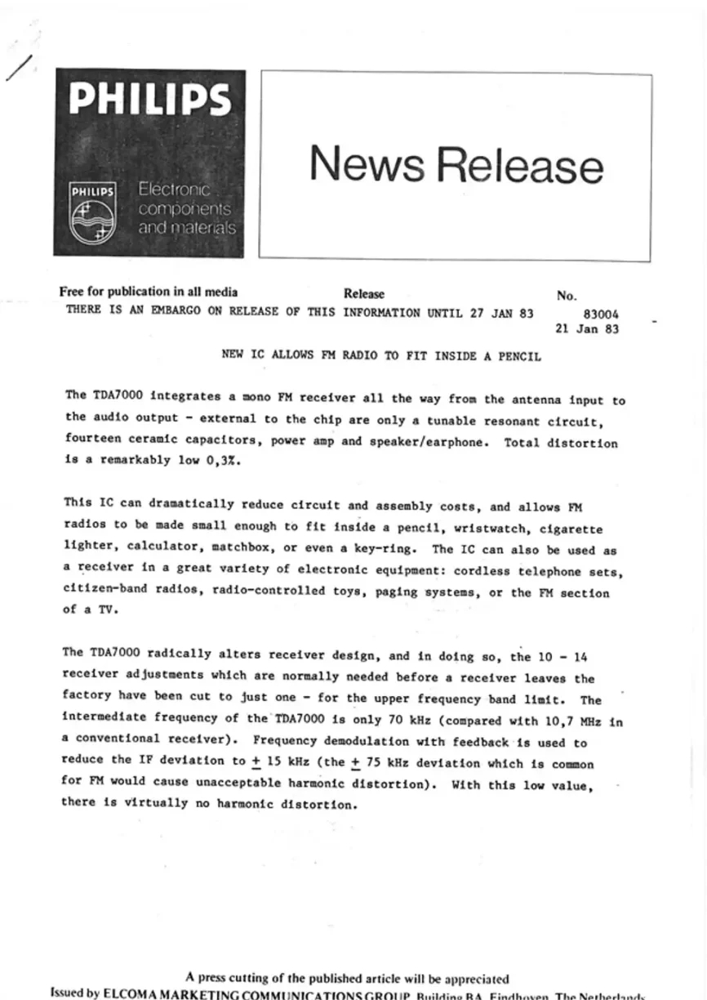 PHILIPS
News Release
PHILIPS
Electronic
components
and materials
Free for publication in all media Release No.
THERE IS AN EMBARGO ON RELEASE OF THIS INFORMATION UNTIL 27 JAN 83 83004
21 Jan 83
NEW IC ALLOWS FM RADIO TO FIT INSIDE A PENCIL
The TDA7000 integrates a mono FM receiver all the way from the antenna input to
the audio output - external to the chip are only a tunable resonant circuit,
fourteen ceramic capacitors, power amp and speaker/earphone. Total distortion
is a remarkably low 0,3%.
This IC can dramatically reduce circuit and assembly costs, and allows FM
radios to be made small enough to fit inside a pencil, wristwatch, cigarette
lighter, calculator, matchbox, or even a key-ring. The IC can also be used as
a receiver in a great variety of electronic equipment: cordless telephone sets,
citizen-band radios, radio-controlled toys, paging systems, or the FM section
of a TV.
The TDA7000 radically alters receiver design, and in doing so, the 10 - 14
receiver adjustments which are normally needed before a receiver leaves the
factory have been cut to just one - for the upper frequency band limit. The
intermediate frequency of the TDA7000 is only 70 kHz (compared with 10,7 MHz in
a conventional receiver). Frequency demodulation with feedback is used to
reduce the IF deviation to ± 15 kHz (the ± 75 kHz deviation which is common
for FM would cause unacceptable harmonic distortion). With this low value,
there is virtually no harmonic distortion.
A press cutting of the published article will be appreciated
Issued by ELCOMA MARKETING COMMUNICATIONS GROUP, Building BA, Eindhoven, The Netherlands